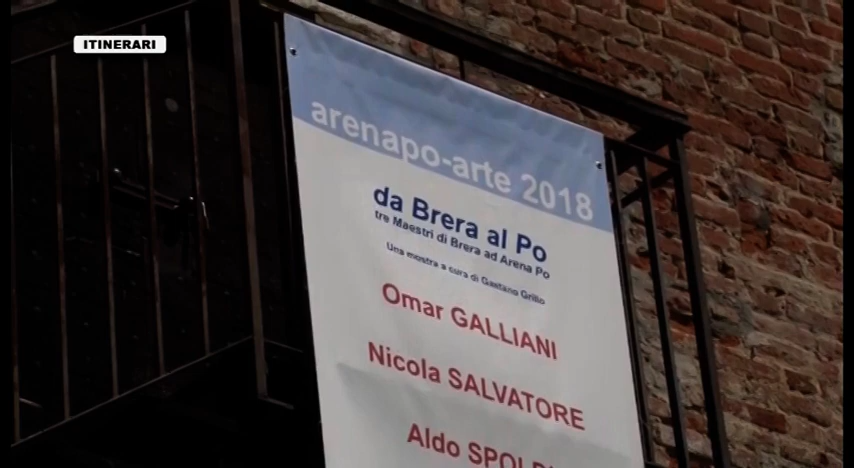 ITINERARI
arenapo-arte 2018
da Brera al Po
tre Maestri di Brera ad Arena Po
Una mostra a cura di Gaetano Grillo
Omar GALLIANI
Nicola SALVATORE
Aldo